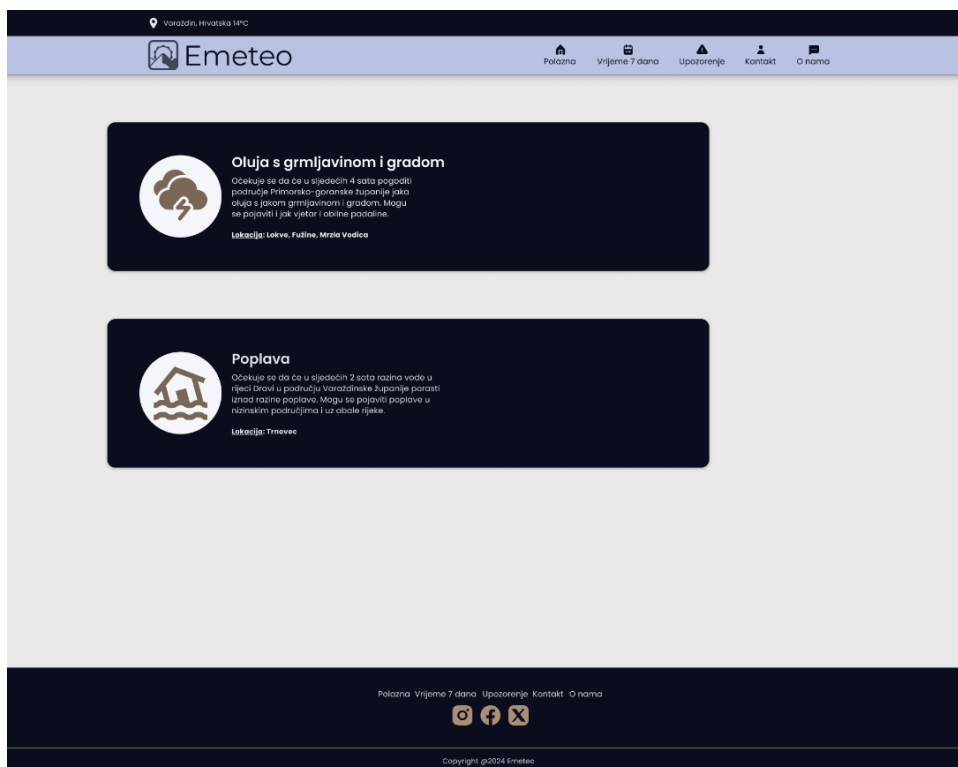 Varaždin, Hrvatska 14°C
Emeteo
Polazna
Vrijeme 7 dana
Upozorenje
Kontakt
O nama
Oluja s grmljavinom i gradom
Očekuje se da će u sljedećih 4 sata pogoditi
područje Primorsko-goranske županije jaka
oluja s jakom grmljavinom i gradom. Mogu
se pojaviti i jak vjetar i obilne padaline.
Lokacija: Lokve, Fužine, Mrzla Vodica
Poplava
Očekuje se da će u sljedećih 2 sata razina vode u
rijeci Dravi u području Varaždinske županije porasti
iznad razine poplave. Mogu se pojaviti poplave u
nizinskim područjima i uz obale rijeke.
Lokacija: Trnovec
Polazna Vrijeme 7 dana Upozorenje Kontakt O nama
Copyright @2024 Emeteo